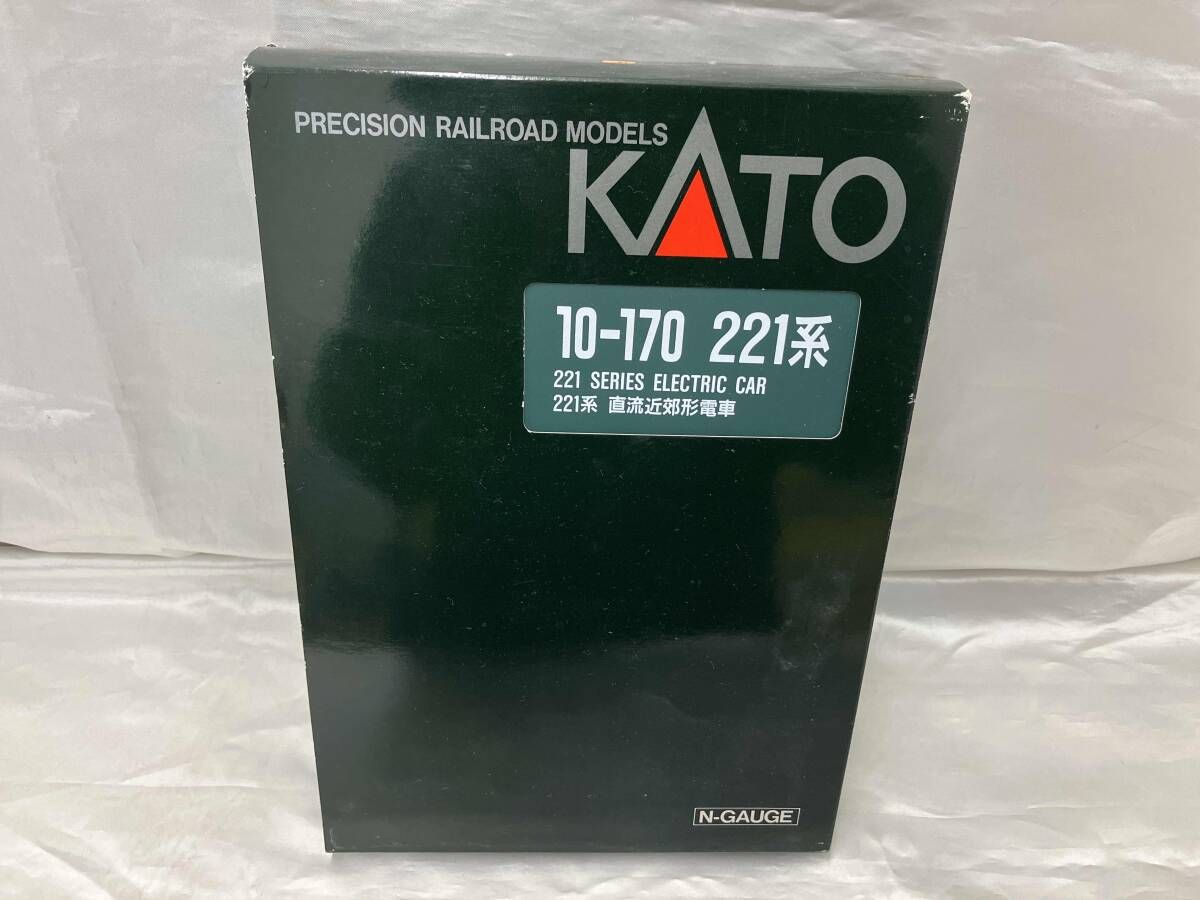 PRECISION RAILROAD MODELS
KATO
10-170 221系
221 SERIES ELECTRIC CAR
221系 直流近郊形電車
N-GAUGE